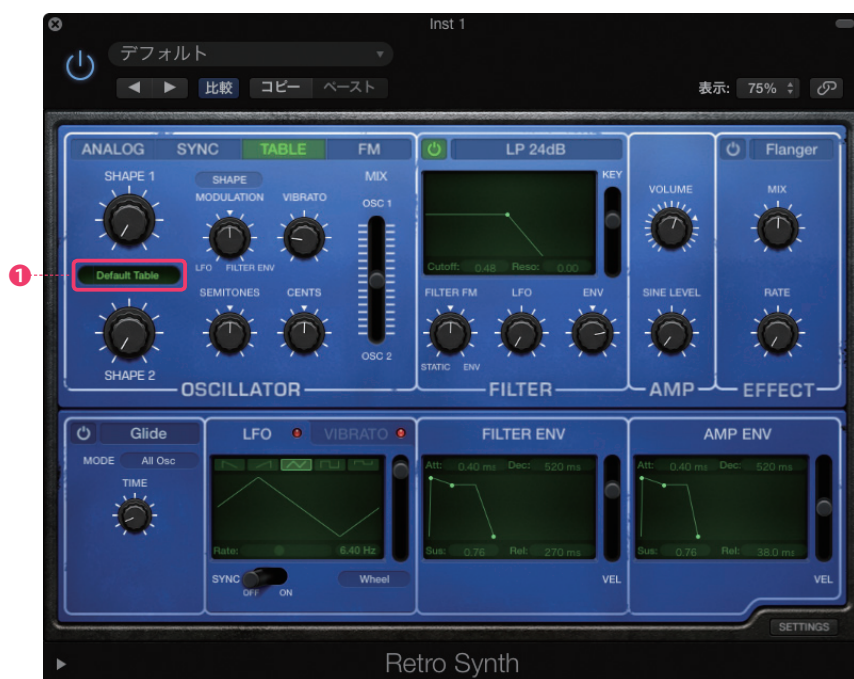 Inst 1
デフォルト
比較 コピー ペースト
表示: 75%
ANALOG SYNC TABLE FM
LP 24dB
Flanger
SHAPE 1
SHAPE
MODULATION VIBRATO
LFO FILTER ENV
MIX
OSC 1
KEY
VOLUME
MIX
1
Default Table
Cutoff: 0.48 Reso: 0.00
SEMITONES CENTS
FILTER FM LFO ENV
SINE LEVEL
RATE
OSC 2
STATIC ENV
SHAPE 2
OSCILLATOR
FILTER
AMP
EFFECT
Glide
LFO VIBRATO
FILTER ENV
AMP ENV
MODE All Osc
TIME
Att: 0.40 ms Dec: 520 ms
Att: 0.40 ms Dec: 520 ms
Rate: 6.40 Hz
Sus: 0.76 Rel: 270 ms
Sus: 0.76 Rel: 38.0 ms
SYNC
OFF ON
Wheel
VEL
VEL
SETTINGS
Retro Synth